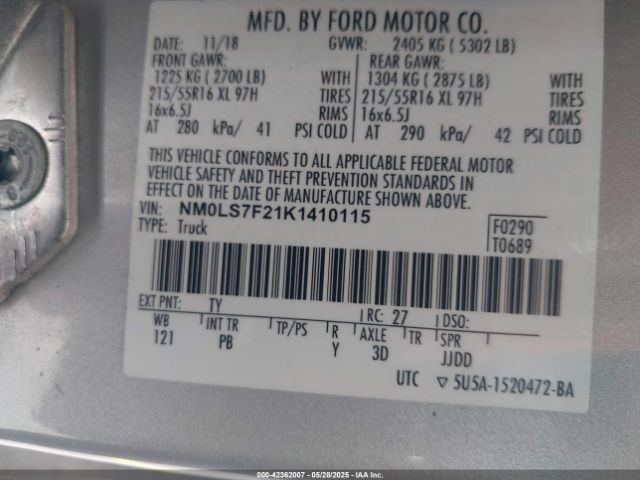 MFD. BY FORD MOTOR CO.
DATE: 11/18 GVWR: 2405 KG ( 5302 LB)
FRONT GAWR: REAR GAWR:
1225 KG ( 2700 LB) WITH 1304 KG ( 2875 LB) WITH
215/55R16 XL 97H TIRES 215/55R16 XL 97H TIRES
16x6.5J RIMS 16x6.5J RIMS
AT 280 kPa/ 41 PSI COLD AT 290 kPa/ 42 PSI COLD
THIS VEHICLE CONFORMS TO ALL APPLICABLE FEDERAL MOTOR
VEHICLE SAFETY AND THEFT PREVENTION STANDARDS IN
EFFECT ON THE DATE OF MANUFACTURE SHOWN ABOVE.
VIN: NM0LS7F21K1410115 F0290
TYPE: Truck T0689
EXT PNT: TY RC: 27 DSO:
WB INT TR TP/PS R AXLE TR SPR
121 PB Y 3D JJDD
UTC ▽ 5U5A-1520472-BA
000-42362007 - 05/28/2025 - IAAI.COM